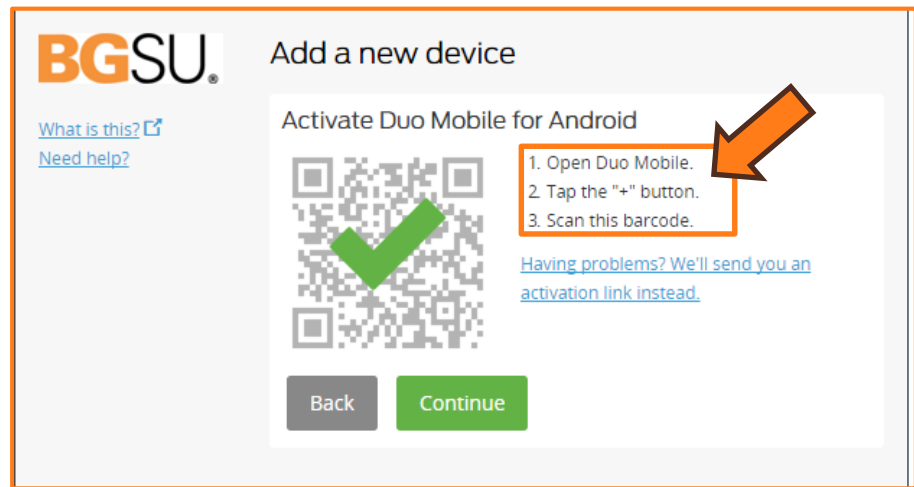 BGSU®
Add a new device
What is this?
Need help?
Activate Duo Mobile for Android
1. Open Duo Mobile.
2. Tap the "+" button.
3. Scan this barcode.
Having problems? We'll send you an
activation link instead.
Back
Continue